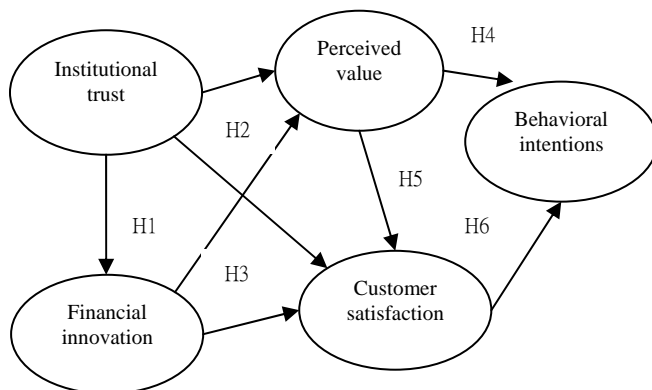 Institutional
trust
Perceived
value
H4
Behavioral
intentions
H2
H5
H1
H6
H3
Financial
innovation
Customer
satisfaction